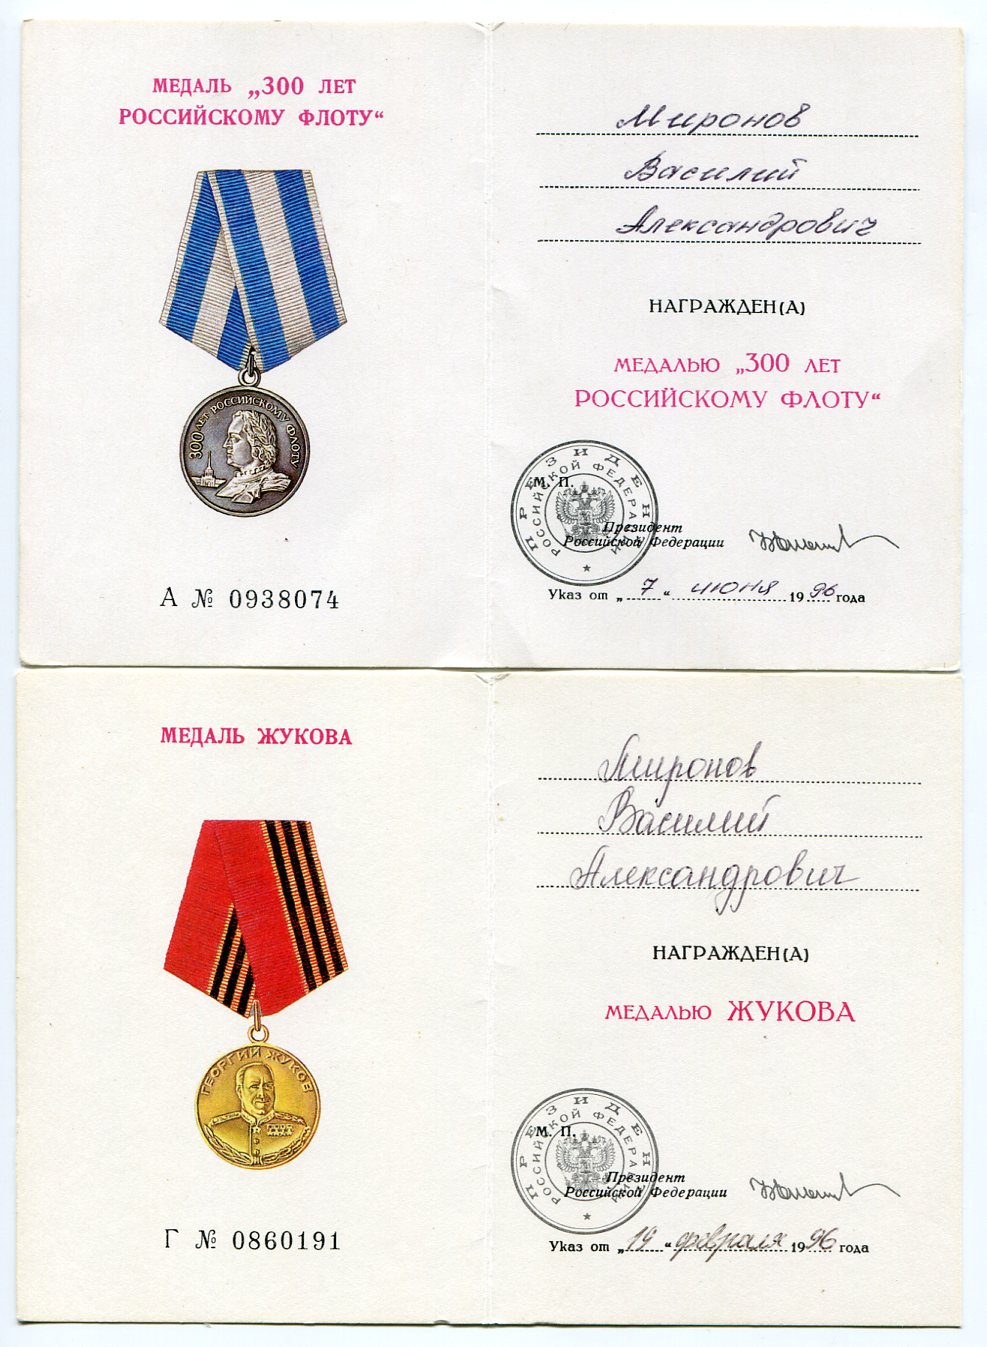 МЕДАЛЬ „300 ЛЕТ
РОССИЙСКОМУ ФЛОТУ“
300 ЛЕТ РОССИЙСКОМУ ФЛОТУ
А № 0938074
Миронов
Василий
Александрович
НАГРАЖДЕН(А)
МЕДАЛЬЮ „300 ЛЕТ
РОССИЙСКОМУ ФЛОТУ“
ПРЕЗИДЕН
РОССИЙСКОЙ ФЕДЕРАЦИИ
М. П.
Президент
Российской Федерации
Указ от „7“ июня 1996 года
МЕДАЛЬ ЖУКОВА
ГЕОРГИЙ ЖУКОВ
Г № 0860191
Миронов
Василий
Александрович
НАГРАЖДЕН(А)
МЕДАЛЬЮ ЖУКОВА
ПРЕЗИДЕН
РОССИЙСКОЙ ФЕДЕРАЦИИ
М. П.
Президент
Российской Федерации
Указ от „19“ февраля 1996 года